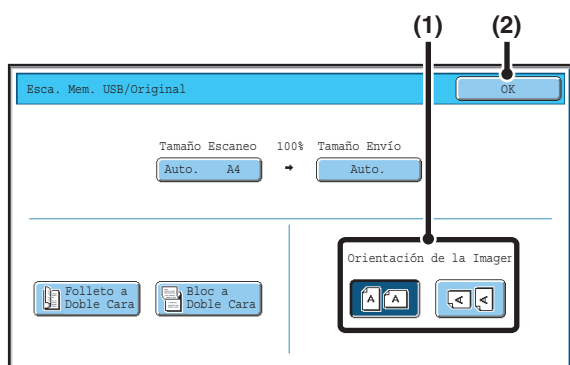 (1) (2)
Esca. Mem. USB/Original OK
Tamaño Escaneo 100% Tamaño Envío
Auto. A4 Auto.
Orientación de la Imagen
Folleto a
Doble Cara
Bloc a
Doble Cara
A A A A